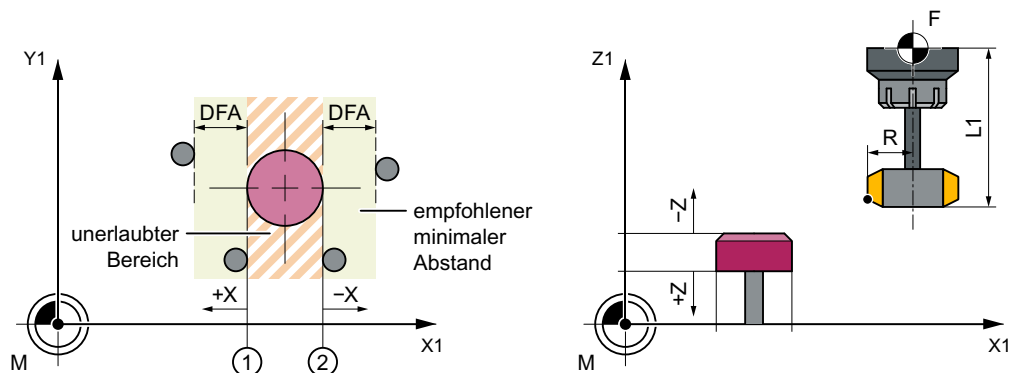 Y1
DFA
DFA
unerlaubter
Bereich
empfohlener
minimaler
Abstand
+X
−X
M
X1
1
2
Z1
F
L1
R
−Z
+Z
M
X1